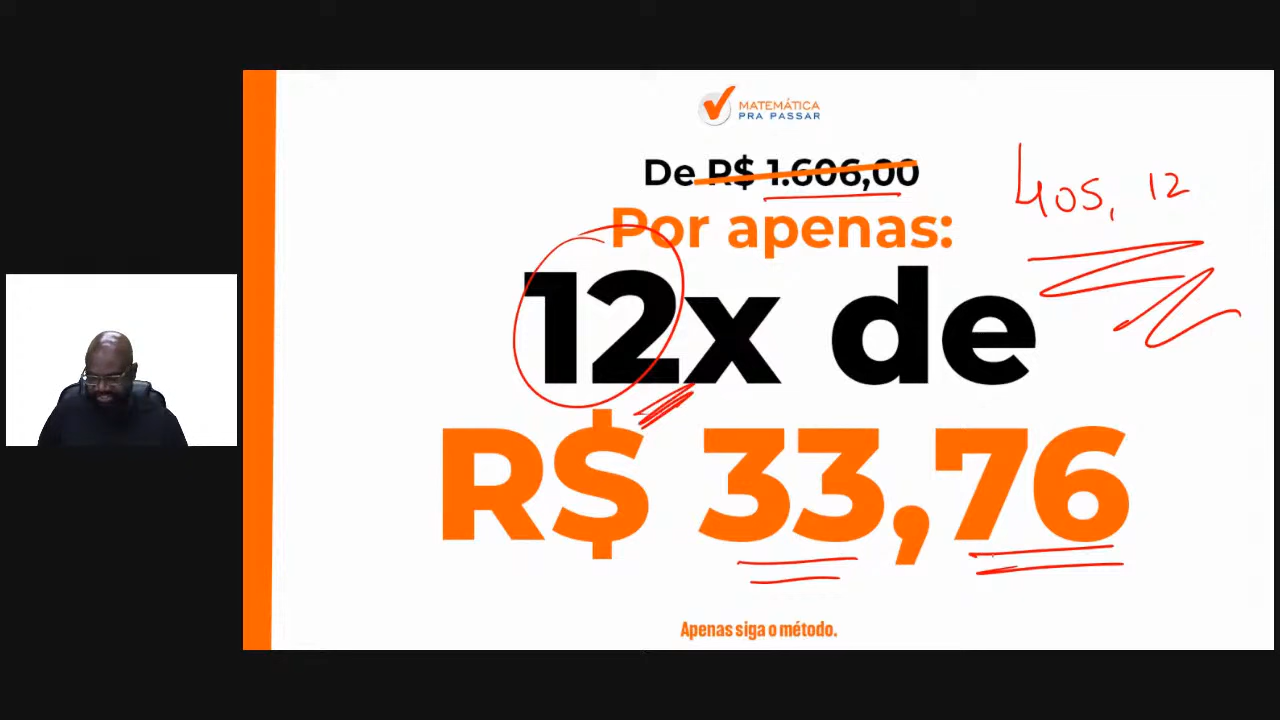 MATEMÁTICA
PRA PASSAR
De R$ 1.606,00
405, 12
Por apenas:
12x de
R$ 33,76
Apenas siga o método.